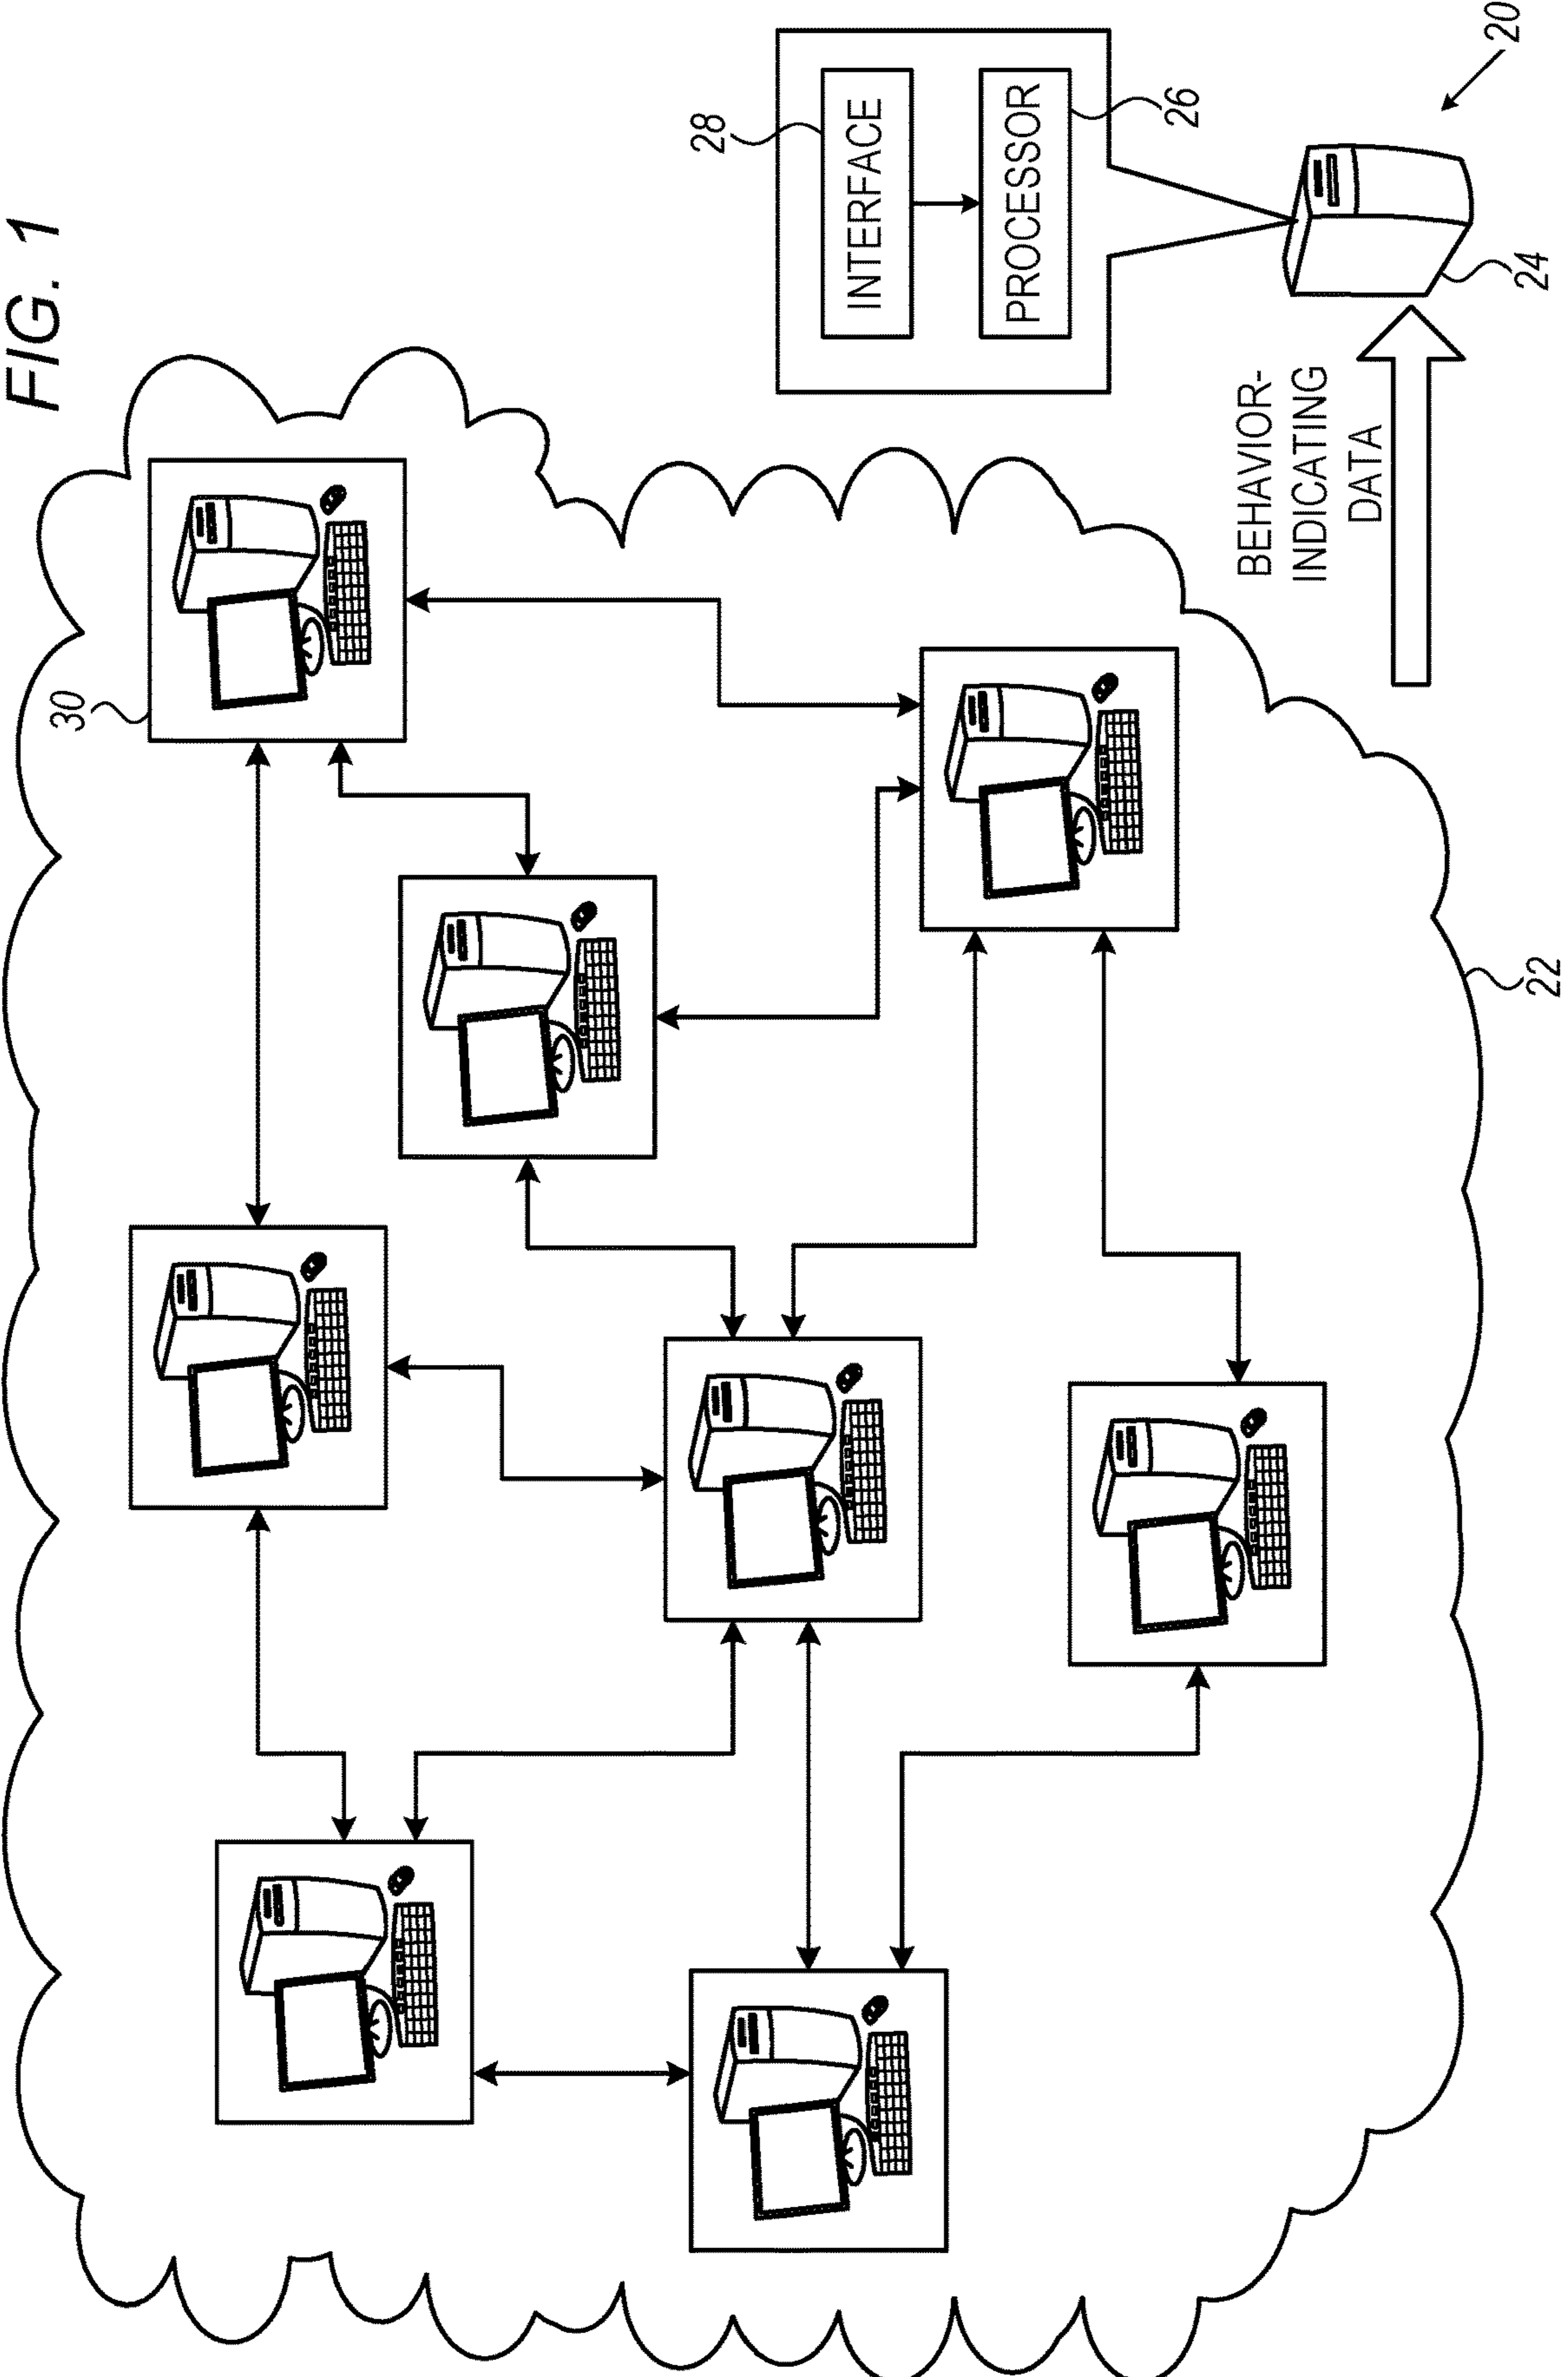 FIG. 1
30
28
INTERFACE
PROCESSOR
26
BEHAVIOR-
INDICATING
DATA
20
24
22